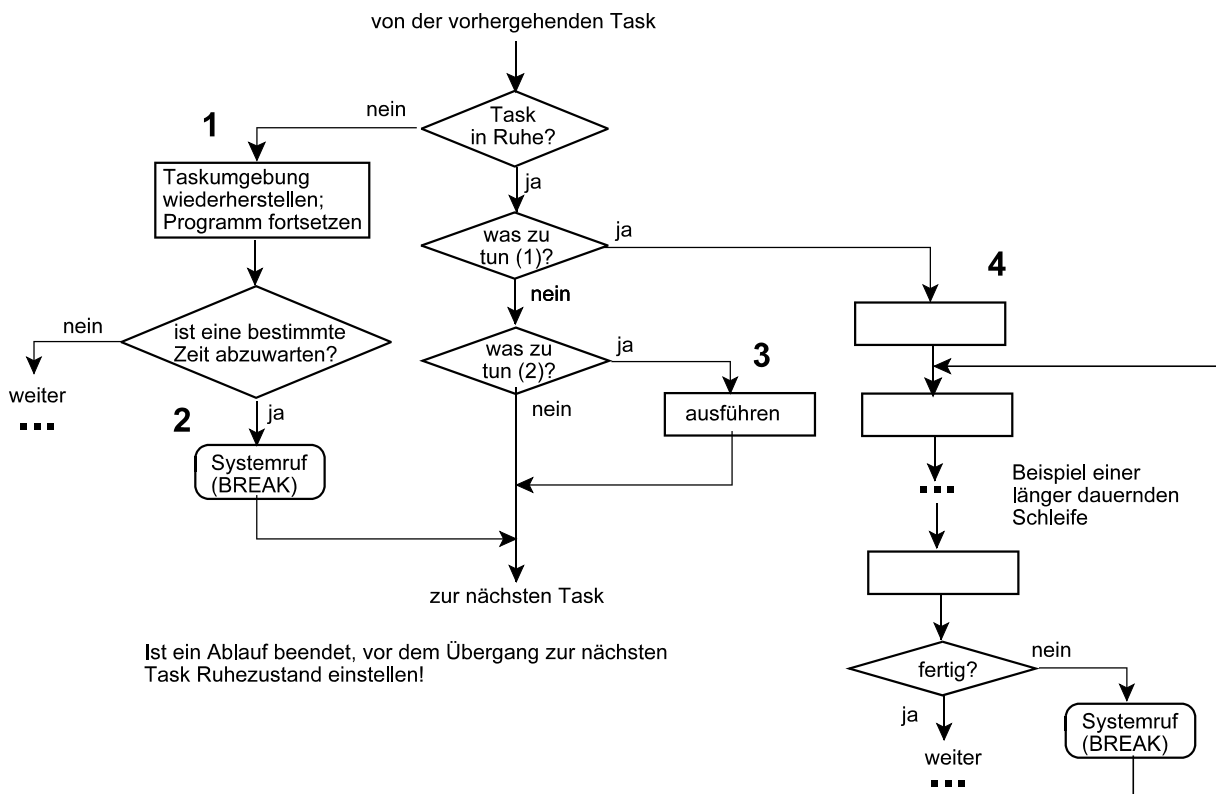 von der vorhergehenden Task
nein
1
Task
in Ruhe?
ja
Taskumgebung
wiederherstellen;
Programm fortsetzen
was zu
tun (1)?
ja
4
nein
nein
ist eine bestimmte
Zeit abzuwarten?
was zu
tun (2)?
ja
3
weiter
...
2
ja
nein
ausführen
Systemruf
(BREAK)
...
Beispiel einer
länger dauernden
Schleife
zur nächsten Task
Ist ein Ablauf beendet, vor dem Übergang zur nächsten
Task Ruhezustand einstellen!
fertig?
nein
ja
Systemruf
(BREAK)
weiter
...